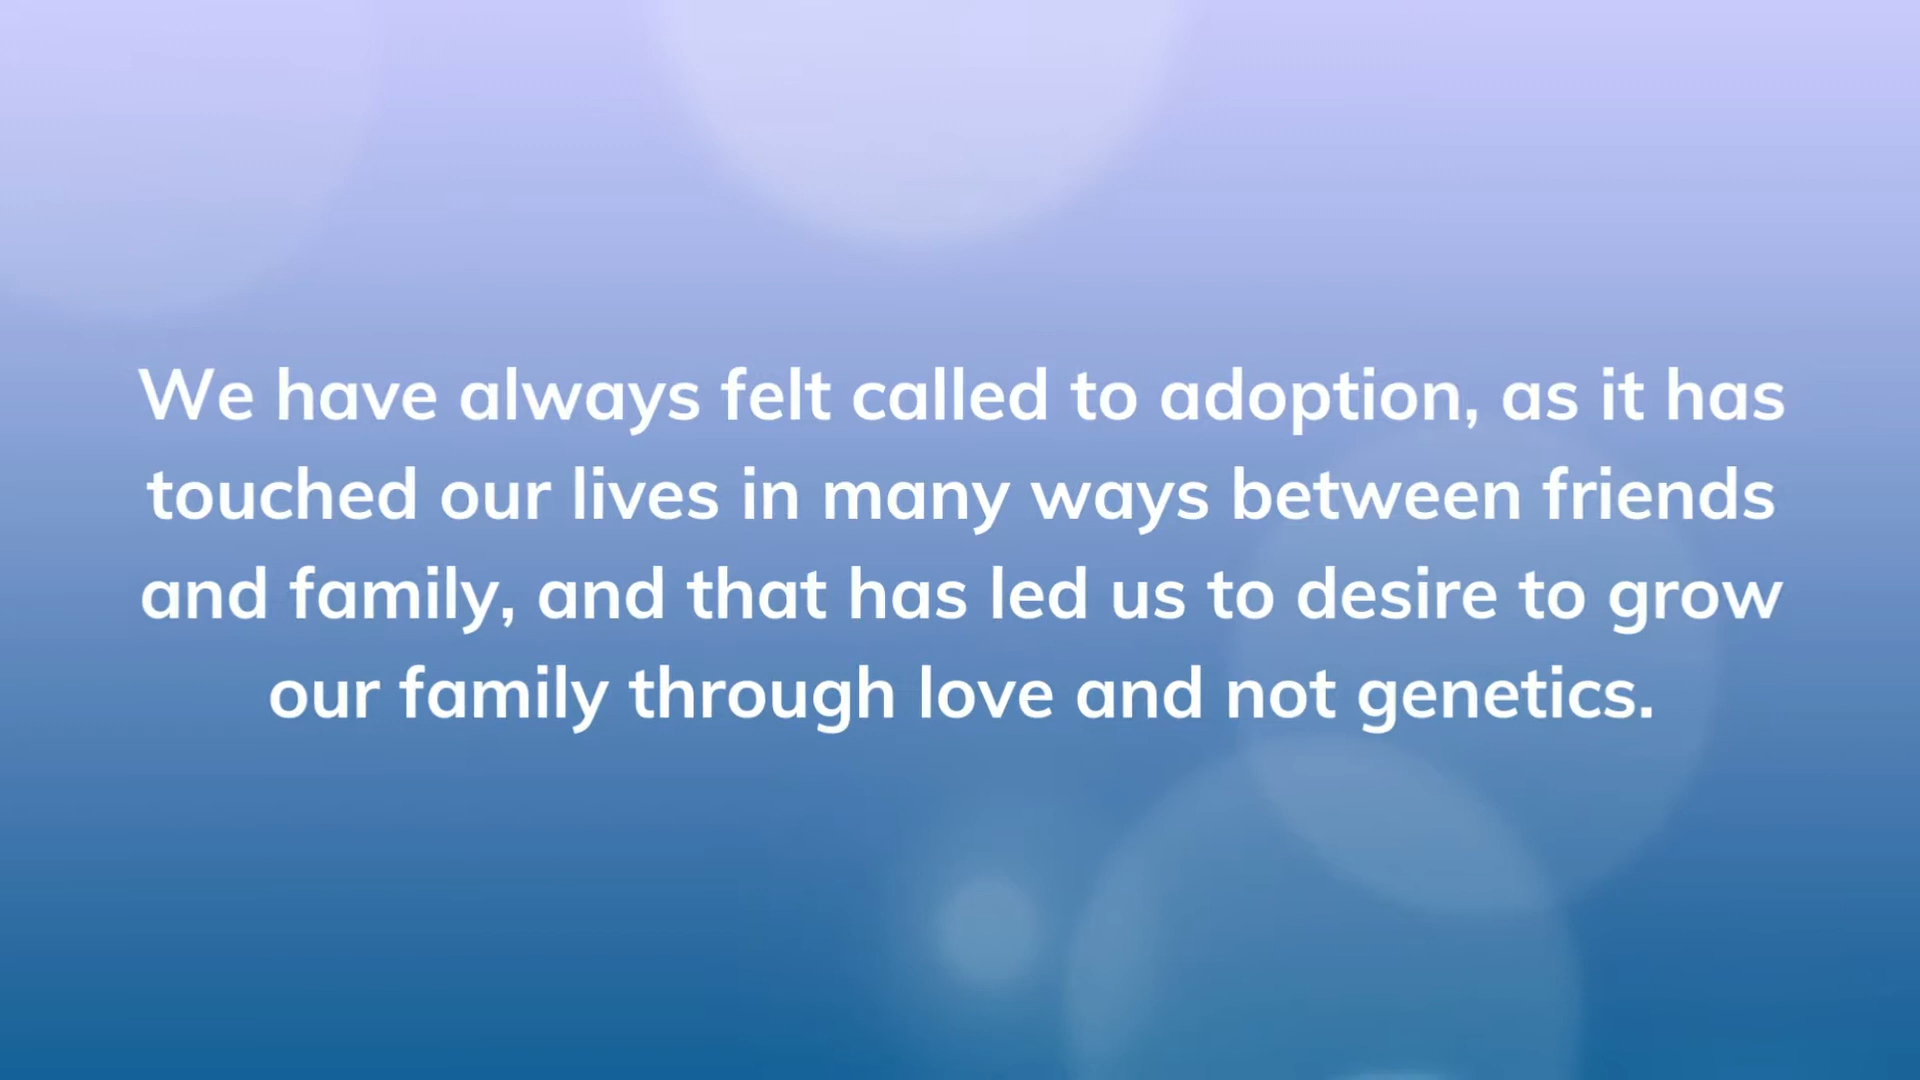 We have always felt called to adoption, as it has
touched our lives in many ways between friends
and family, and that has led us to desire to grow
our family through love and not genetics.